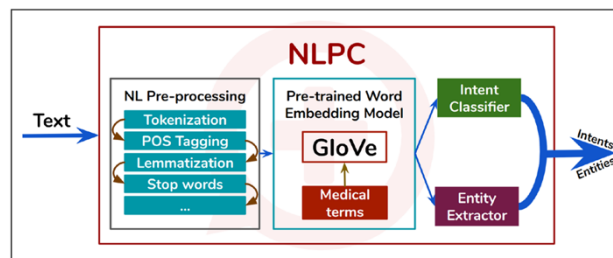 NLPC
Text
NL Pre-processing
Tokenization
POS Tagging
Lemmatization
Stop words
...
Pre-trained Word
Embedding Model
GloVe
Medical
terms
Intent
Classifier
Entity
Extractor
Intents
Entities